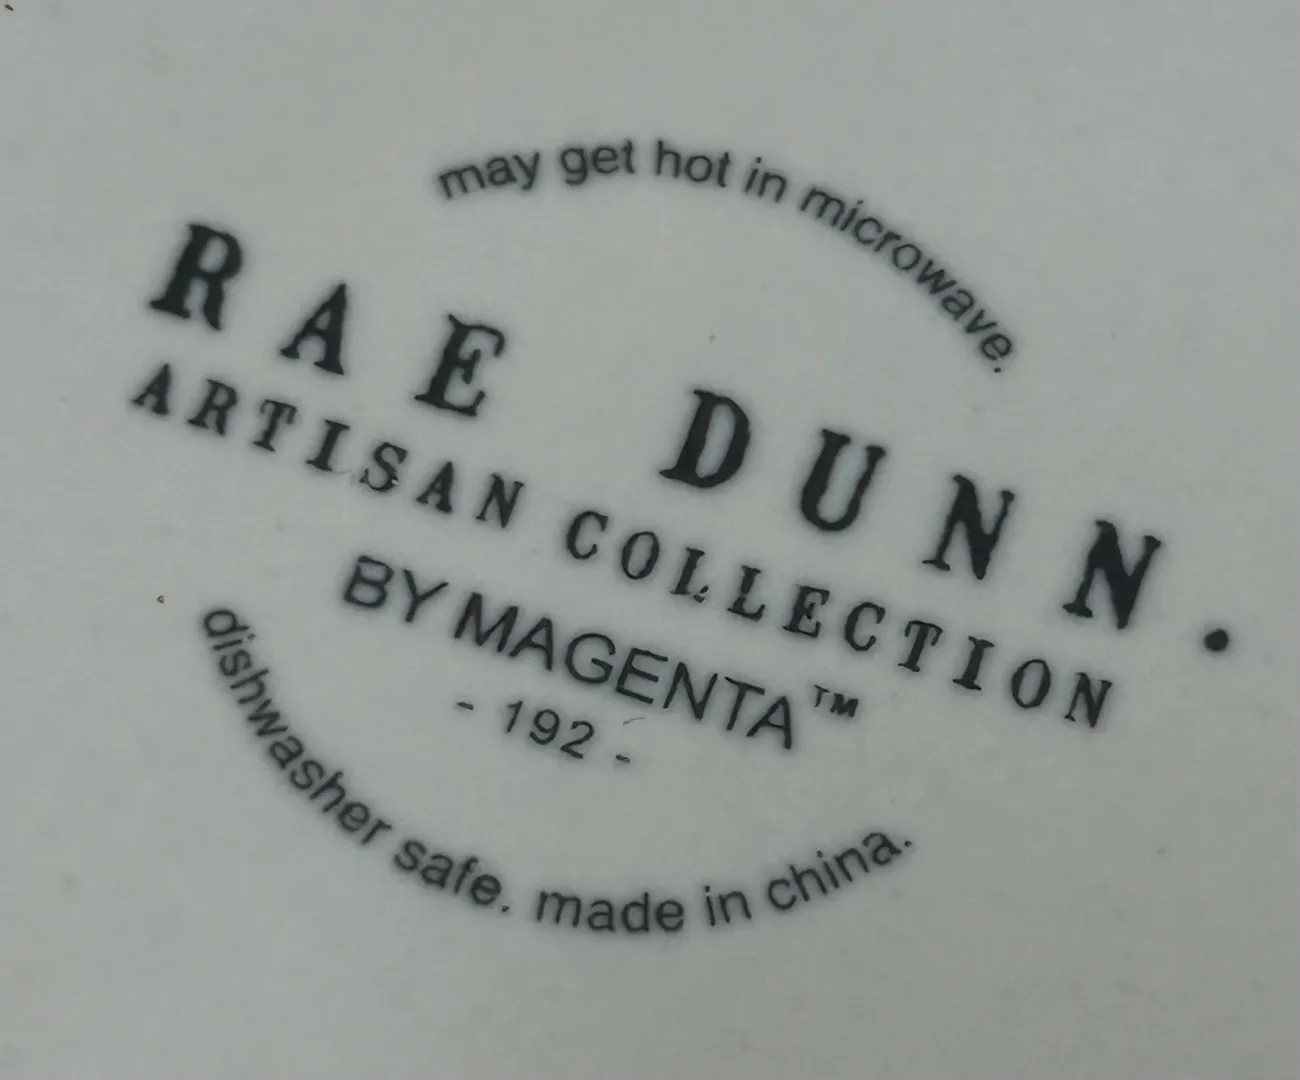 may get hot in microwave.
RAE DUNN.
ARTISAN COLLECTION
BY MAGENTA™
- 192 -
dishwasher safe. made in china.